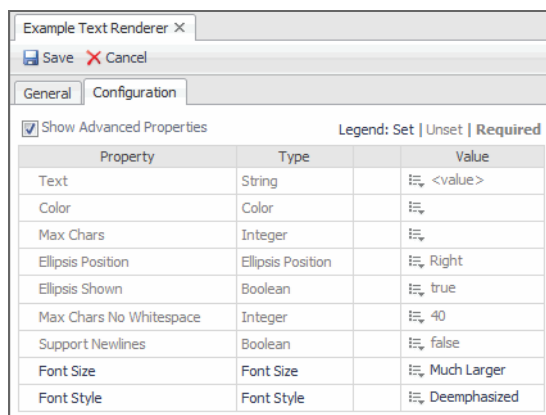 Example Text Renderer
Save Cancel
General Configuration
Show Advanced Properties Legend: Set | Unset | Required
Property Type Value
Text String <value>
Color Color
Max Chars Integer
Ellipsis Position Ellipsis Position Right
Ellipsis Shown Boolean true
Max Chars No Whitespace Integer 40
Support Newlines Boolean false
Font Size Font Size Much Larger
Font Style Font Style Deemphasized